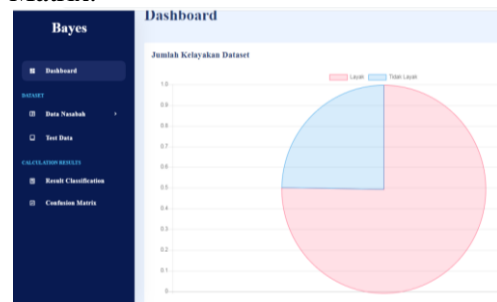 Matrix.
Bayes
Dashboard
DATASET
Data Nasabah
Test Data
CALCULATION RESULTS
Result Classification
Confusion Matrix
Dashboard
Jumlah Kelayakan Dataset
Layak Tidak Layak
1.0
0.9
0.8
0.7
0.6
0.5
0.4
0.3
0.2
0.1
0